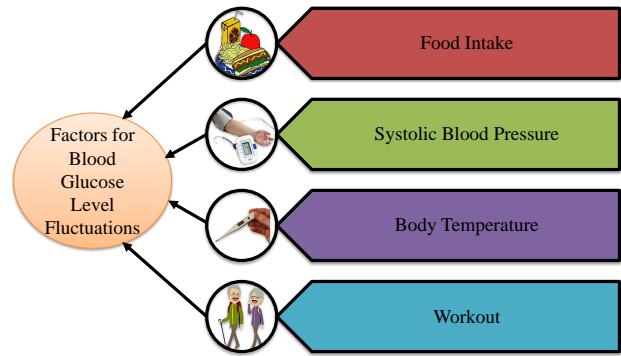 Food Intake
Systolic Blood Pressure
Factors for
Blood
Glucose
Level
Fluctuations
Body Temperature
Workout